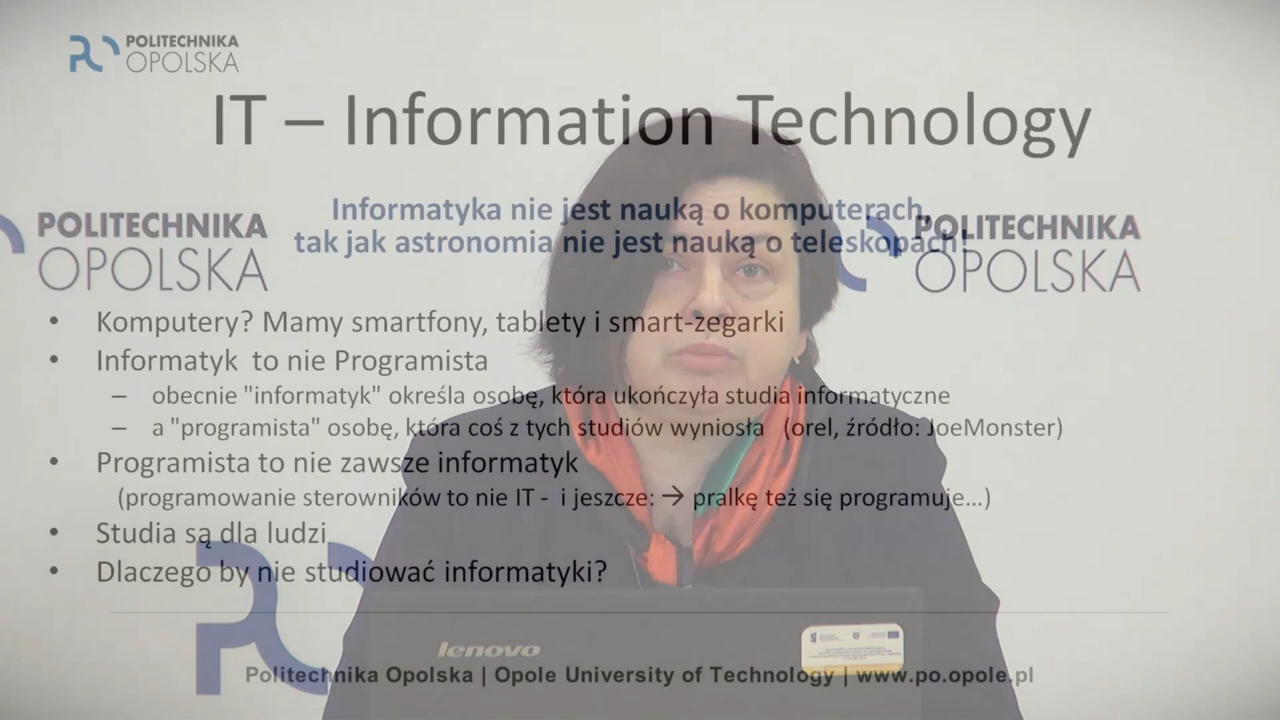 POLITECHNIKA
OPOLSKA
IT – Information Technology
Informatyka nie jest nauką o komputerach,
tak jak astronomia nie jest nauką o teleskopach!
POLITECHNIKA
OPOLSKA
POLITECHNIKA
OPOLSKA
• Komputery? Mamy smartfony, tablety i smart-zegarki
• Informatyk to nie Programista
– obecnie "informatyk" określa osobę, która ukończyła studia informatyczne
– a "programista" osobę, która coś z tych studiów wyniosła (orel, źródło: JoeMonster)
• Programista to nie zawsze informatyk
(programowanie sterowników to nie IT - i jeszcze: → pralkę też się programuje...)
• Studia są dla ludzi
• Dlaczego by nie studiować informatyki?
lenovo
Politechnika Opolska | Opole University of Technology | www.po.opole.pl